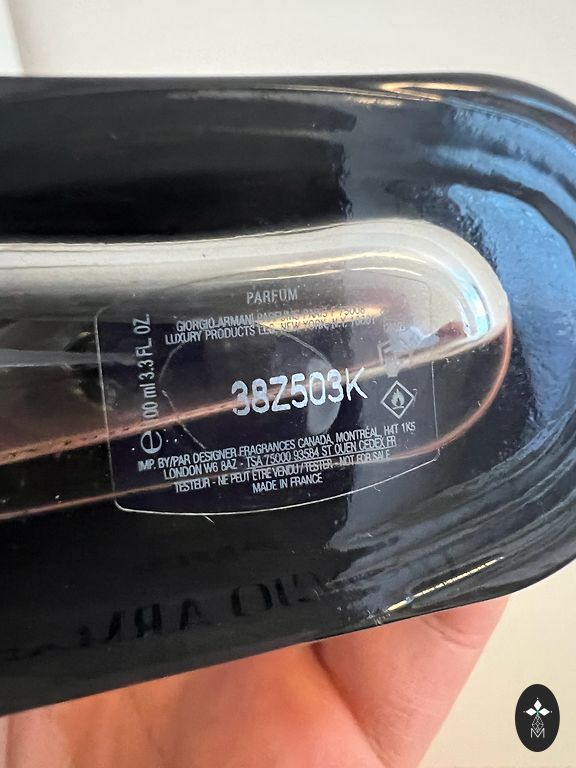 PARFUM
GIORGIO ARMANI PARFUMS
LUXURY PRODUCTS LLC, NEW YORK, N.Y. 10001
e 100 ml 3.3 FL. OZ.
38Z503K
IMP. BY/PAR DESIGNER FRAGRANCES CANADA, MONTRÉAL, H4T 1K5
LONDON W6 8AZ - TSA 75000 93584 ST OUEN CEDEX FR
TESTEUR - NE PEUT ÊTRE VENDU / TESTER - NOT FOR SALE
MADE IN FRANCE
M